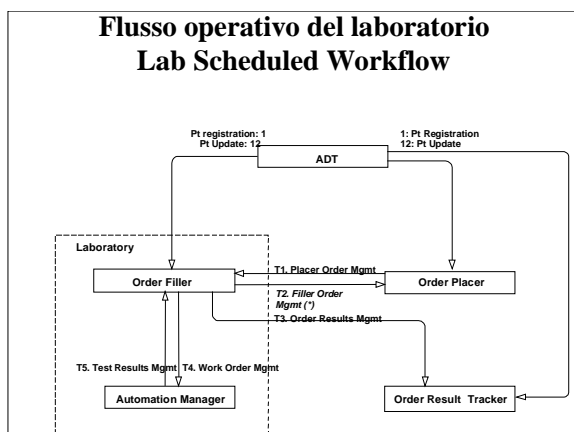 Flusso operativo del laboratorio
Lab Scheduled Workflow
Pt registration: 1
Pt Update: 12
1: Pt Registration
12: Pt Update
ADT
Laboratory
T1. Placer Order Mgmt
Order Filler
Order Placer
T2. Filler Order
Mgmt (*)
T3. Order Results Mgmt
T5. Test Results Mgmt
T4. Work Order Mgmt
Automation Manager
Order Result Tracker